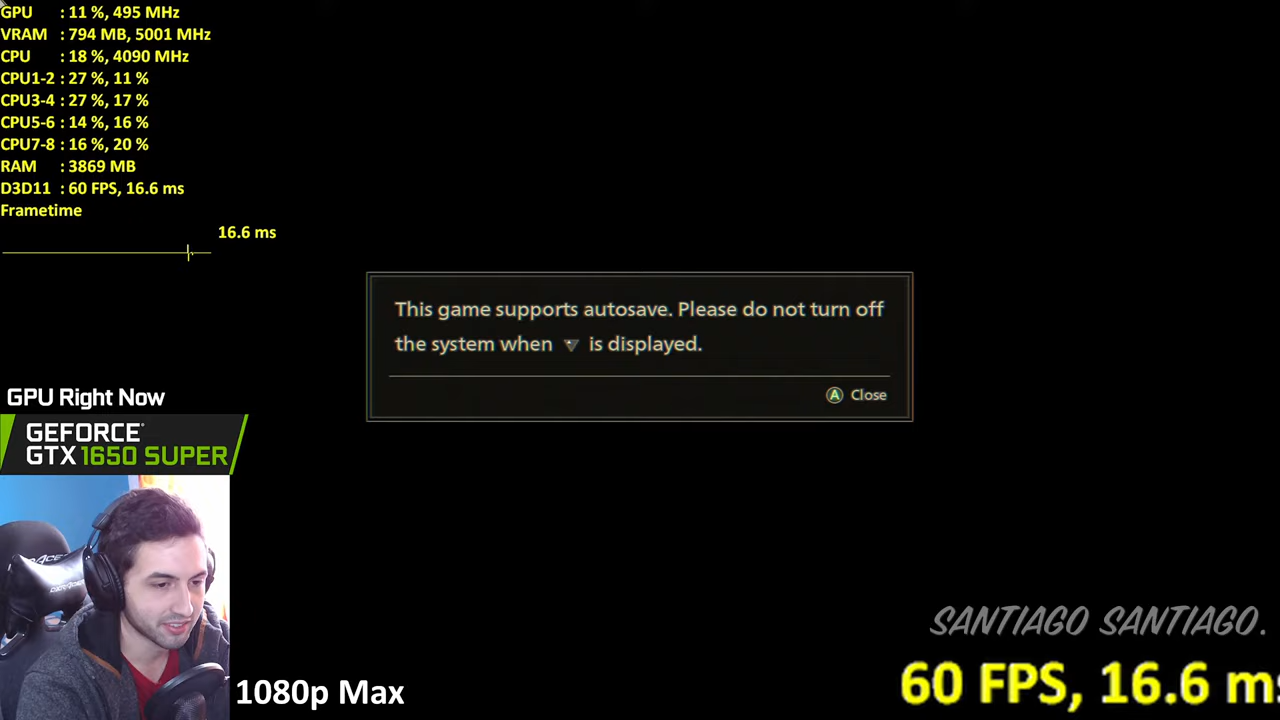 GPU : 11 %, 495 MHz
VRAM : 794 MB, 5001 MHz
CPU : 18 %, 4090 MHz
CPU1-2 : 27 %, 11 %
CPU3-4 : 27 %, 17 %
CPU5-6 : 14 %, 16 %
CPU7-8 : 16 %, 20 %
RAM : 3869 MB
D3D11 : 60 FPS, 16.6 ms
Frametime
16.6 ms
This game supports autosave. Please do not turn off
the system when is displayed.
A Close
GPU Right Now
GEFORCE
GTX 1650 SUPER
1080p Max
SANTIAGO SANTIAGO.
60 FPS, 16.6 ms